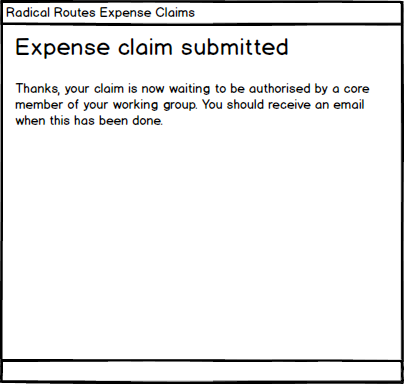 Radical Routes Expense Claims
Expense claim submitted
Thanks, your claim is now waiting to be authorised by a core
member of your working group. You should receive an email
when this has been done.